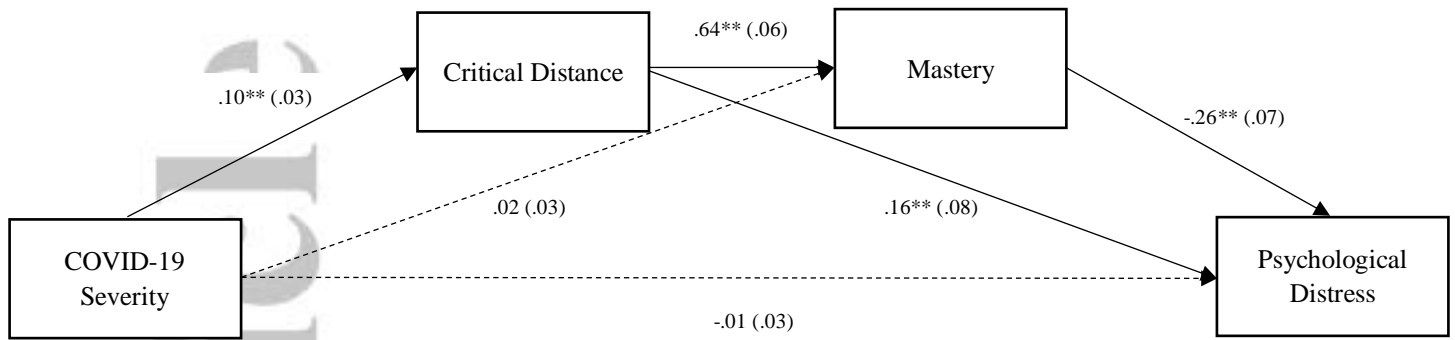 .64** (.06)
Critical Distance
Mastery
.10** (.03)
-.26** (.07)
.02 (.03)
.16** (.08)
COVID-19
Severity
Psychological
Distress
-.01 (.03)